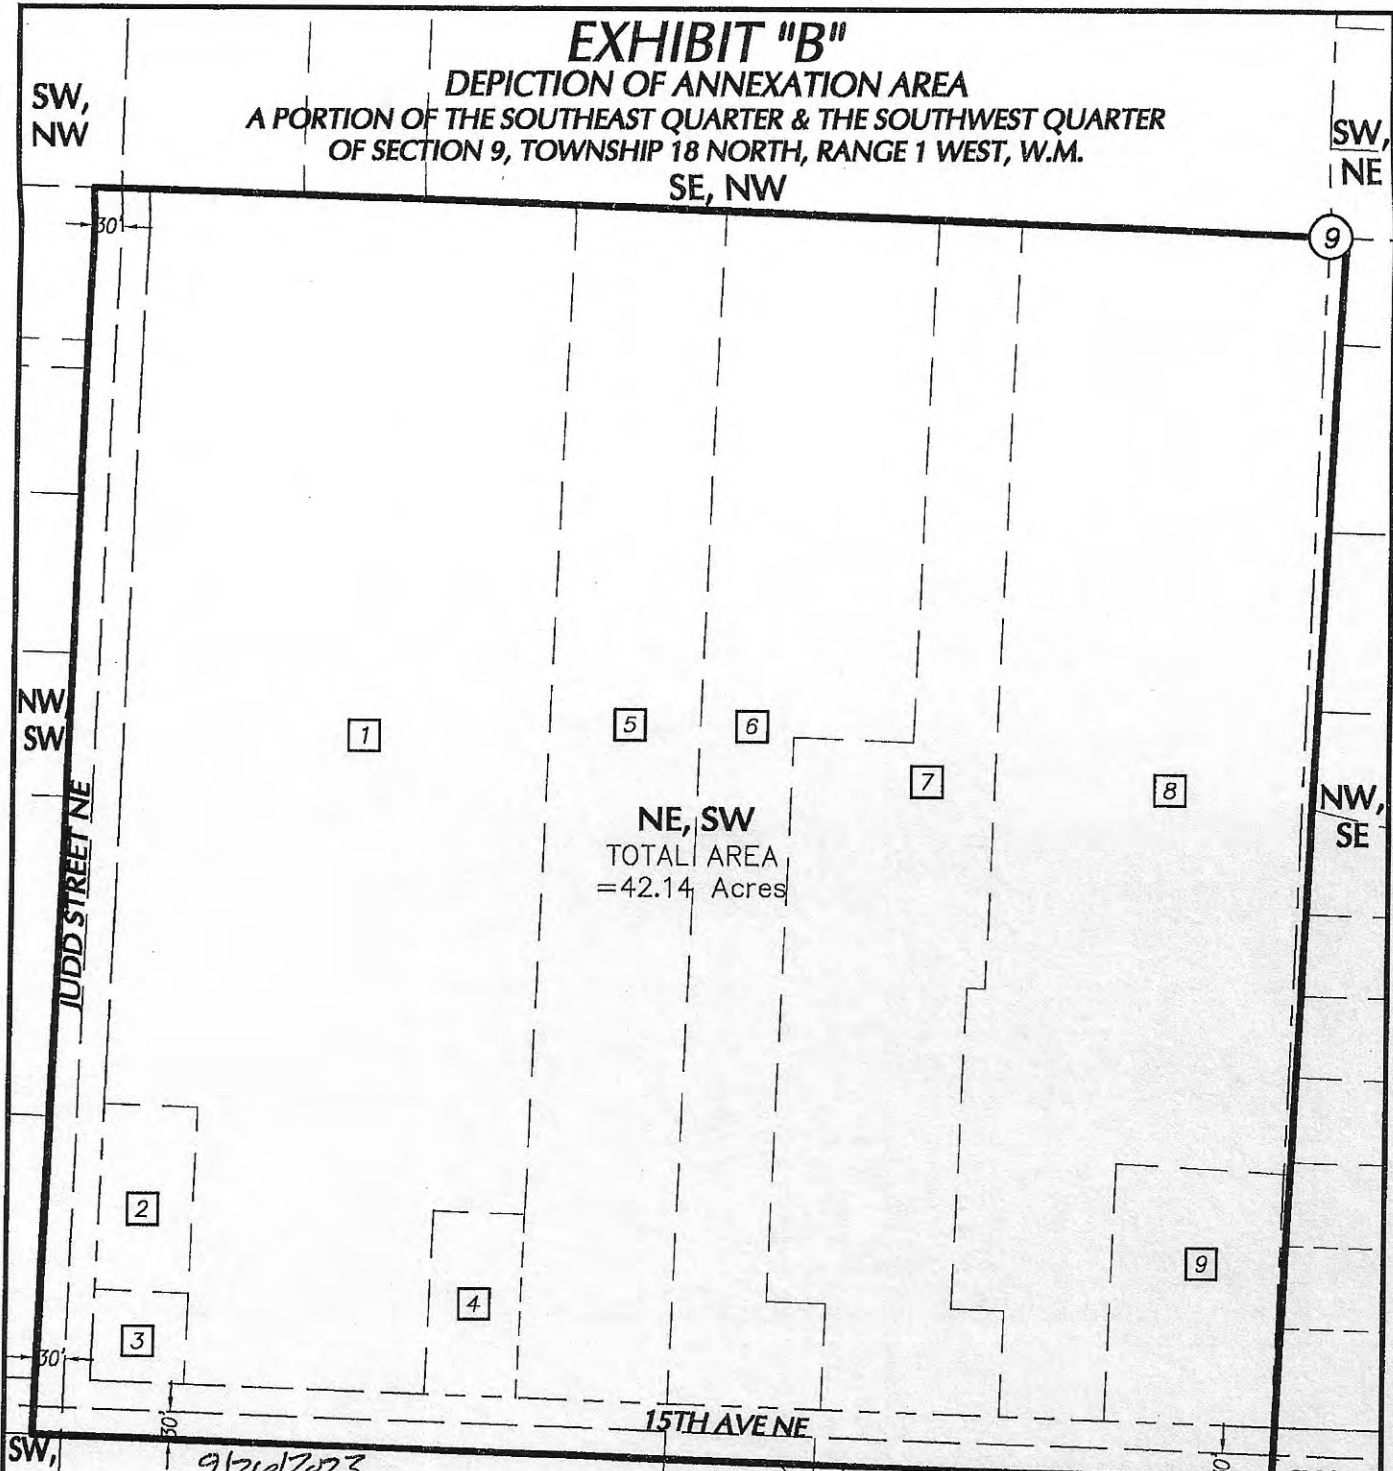 EXHIBIT "B"
DEPICTION OF ANNEXATION AREA
A PORTION OF THE SOUTHEAST QUARTER & THE SOUTHWEST QUARTER
OF SECTION 9, TOWNSHIP 18 NORTH, RANGE 1 WEST, W.M.
SW,
NW
SW,
NE
SE, NW
30'
9
NW
SW
1
5
6
7
8
NE, SW
TOTAL AREA
=42.14 Acres
NW,
SE
JUDD STREET NE
2
3
4
9
30'
30'
15TH AVE NE
SW,
9/26/2023